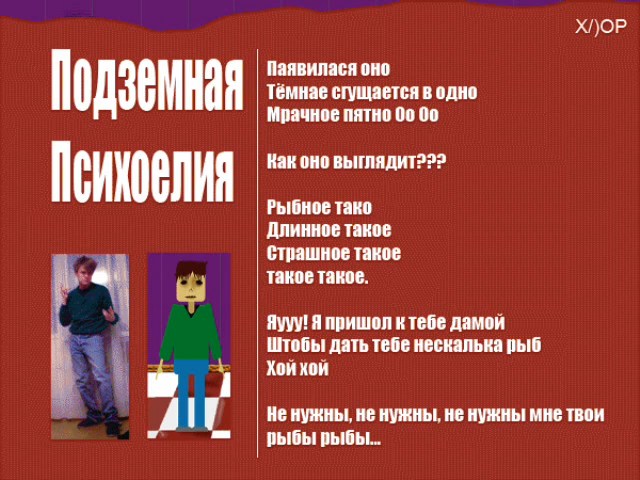 Х/)ОР
Подземная
Психоелия
Паявилася оно
Тёмнае сгущается в одно
Мрачное пятно Оо Оо
Как оно выглядит???
Рыбное тако
Длинное такое
Страшное такое
такое такое.
Яууу! Я пришол к тебе дамой
Штобы дать тебе нескалька рыб
Хой хой
Не нужны, не нужны, не нужны мне твои
рыбы рыбы...